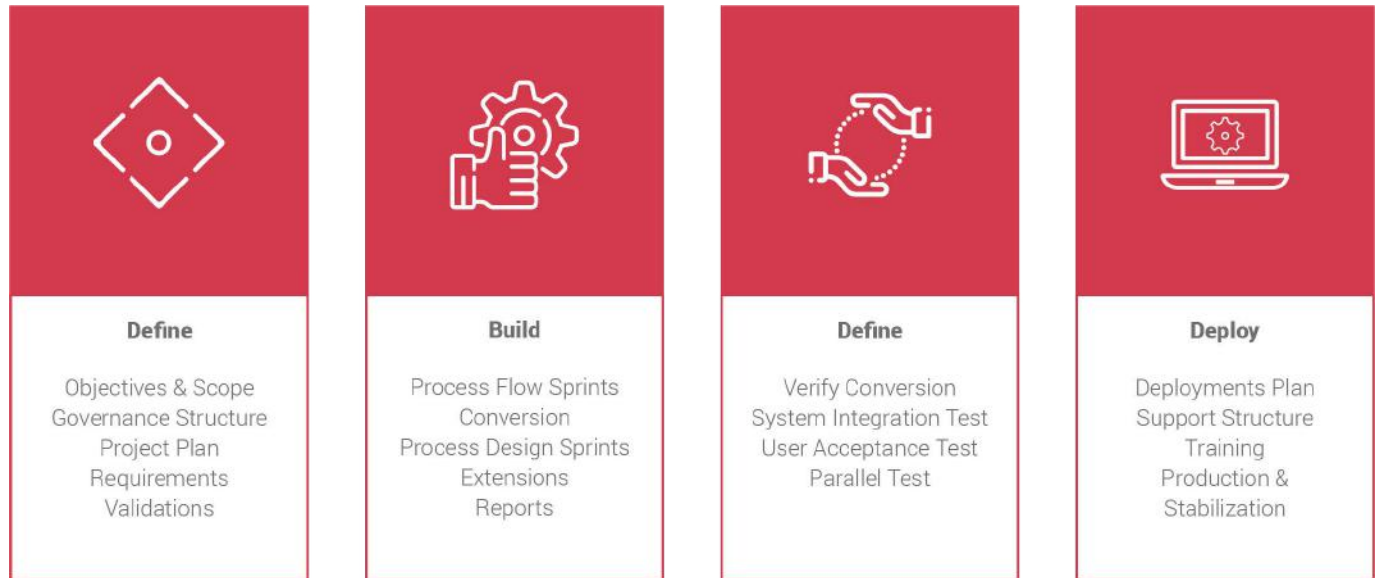 Define
Objectives & Scope
Governance Structure
Project Plan
Requirements
Validations
Build
Process Flow Sprints
Conversion
Process Design Sprints
Extensions
Reports
Define
Verify Conversion
System Integration Test
User Acceptance Test
Parallel Test
Deploy
Deployments Plan
Support Structure
Training
Production &
Stabilization